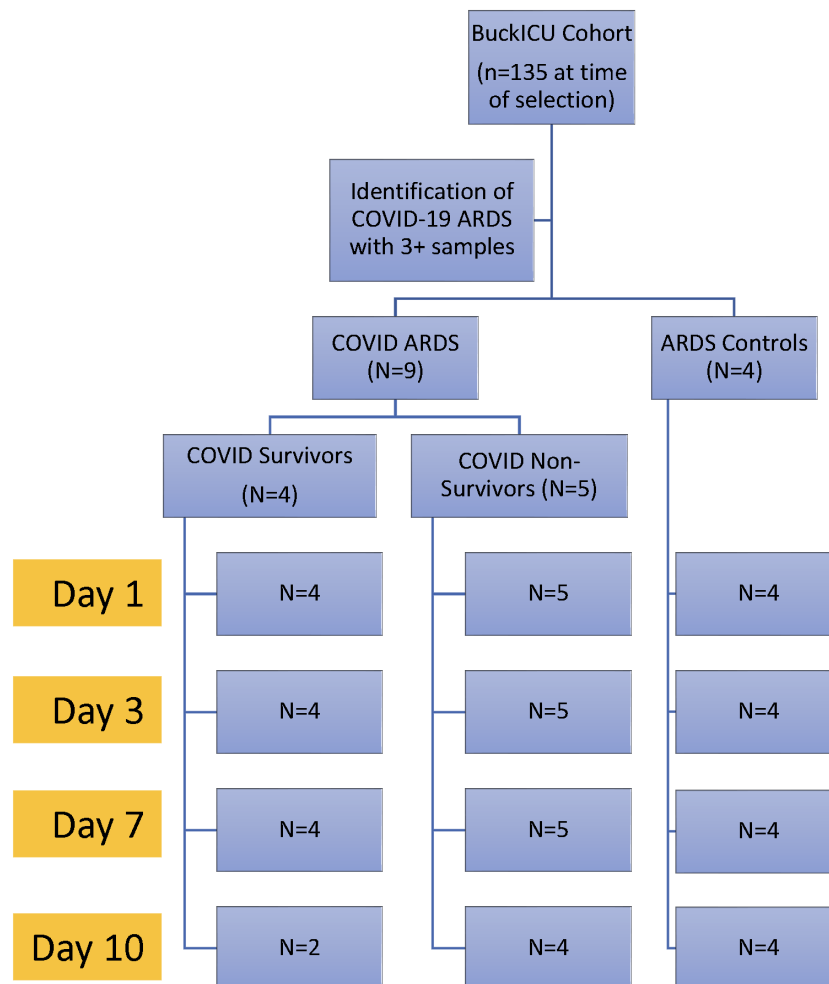 BuckICU Cohort
(n=135 at time
of selection)
Identification of
COVID-19 ARDS
with 3+ samples
COVID ARDS
(N=9)
ARDS Controls
(N=4)
COVID Survivors
(N=4)
COVID Non-
Survivors (N=5)
Day 1
N=4
N=5
N=4
Day 3
N=4
N=5
N=4
Day 7
N=4
N=5
N=4
Day 10
N=2
N=4
N=4